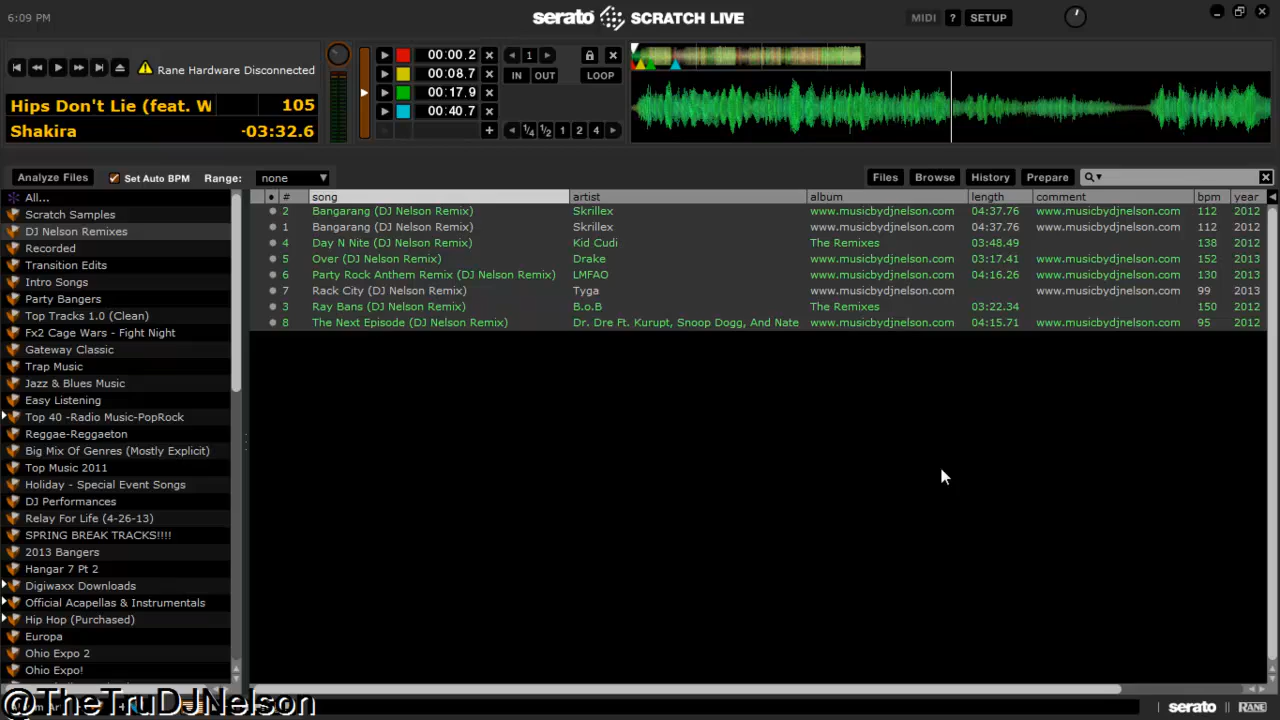 6:09 PM
serato SCRATCH LIVE
MIDI ? SETUP
Rane Hardware Disconnected
Hips Don't Lie (feat. W 105
Shakira -03:32.6
00:00.2
00:08.7
00:17.9
00:40.7
1
IN OUT LOOP
1/4 1/2 1 2 4
Analyze Files Set Auto BPM Range: none
Files Browse History Prepare
All...
Scratch Samples
DJ Nelson Remixes
Recorded
Transition Edits
Intro Songs
Party Bangers
Top Tracks 1.0 (Clean)
Fx2 Cage Wars - Fight Night
Gateway Classic
Trap Music
Jazz & Blues Music
Easy Listening
Top 40 -Radio Music-PopRock
Reggae-Reggaeton
Big Mix Of Genres (Mostly Explicit)
Top Music 2011
Holiday - Special Event Songs
DJ Performances
Relay For Life (4-26-13)
SPRING BREAK TRACKS!!!!
2013 Bangers
Hangar 7 Pt 2
Digiwaxx Downloads
Official Acapellas & Instrumentals
Hip Hop (Purchased)
Europa
Ohio Expo 2
Ohio Expo!
# song artist album length comment bpm year
2 Bangarang (DJ Nelson Remix) Skrillex www.musicbydjnelson.com 04:37.76 www.musicbydjnelson.com 112 2012
1 Bangarang (DJ Nelson Remix) Skrillex www.musicbydjnelson.com 04:37.76 www.musicbydjnelson.com 112 2012
4 Day N Nite (DJ Nelson Remix) Kid Cudi The Remixes 03:48.49 www.musicbydjnelson.com 138 2012
5 Over (DJ Nelson Remix) Drake www.musicbydjnelson.com 03:17.41 www.musicbydjnelson.com 152 2013
6 Party Rock Anthem Remix (DJ Nelson Remix) LMFAO www.musicbydjnelson.com 04:16.26 www.musicbydjnelson.com 130 2013
7 Rack City (DJ Nelson Remix) Tyga www.musicbydjnelson.com www.musicbydjnelson.com 99 2013
3 Ray Bans (DJ Nelson Remix) B.o.B The Remixes 03:22.34 www.musicbydjnelson.com 150 2012
8 The Next Episode (DJ Nelson Remix) Dr. Dre Ft. Kurupt, Snoop Dogg, And Nate www.musicbydjnelson.com 04:15.71 www.musicbydjnelson.com 95 2012
@TheTruDJNelson
serato RANE